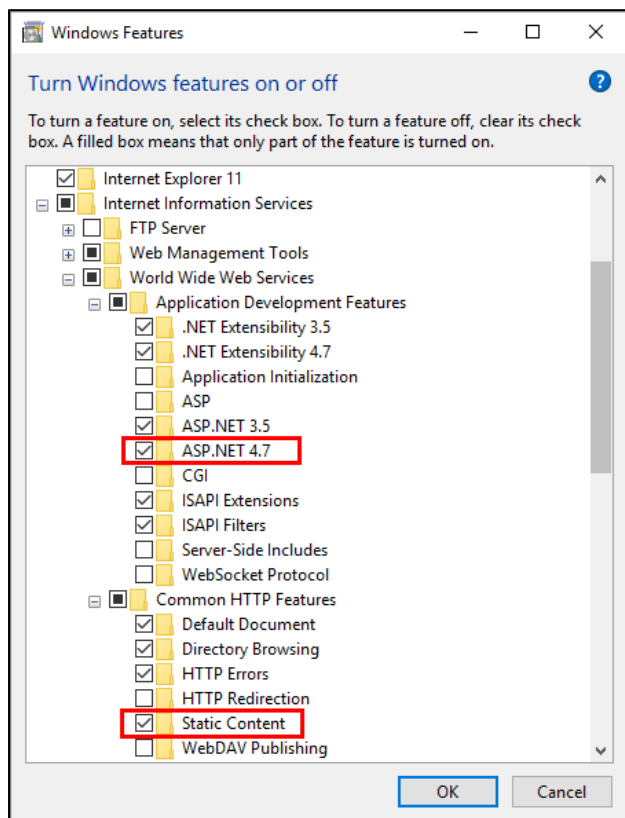 Windows Features
Turn Windows features on or off
To turn a feature on, select its check box. To turn a feature off, clear its check
box. A filled box means that only part of the feature is turned on.
Internet Explorer 11
Internet Information Services
FTP Server
Web Management Tools
World Wide Web Services
Application Development Features
.NET Extensibility 3.5
.NET Extensibility 4.7
Application Initialization
ASP
ASP.NET 3.5
ASP.NET 4.7
CGI
ISAPI Extensions
ISAPI Filters
Server-Side Includes
WebSocket Protocol
Common HTTP Features
Default Document
Directory Browsing
HTTP Errors
HTTP Redirection
Static Content
WebDAV Publishing
OK Cancel